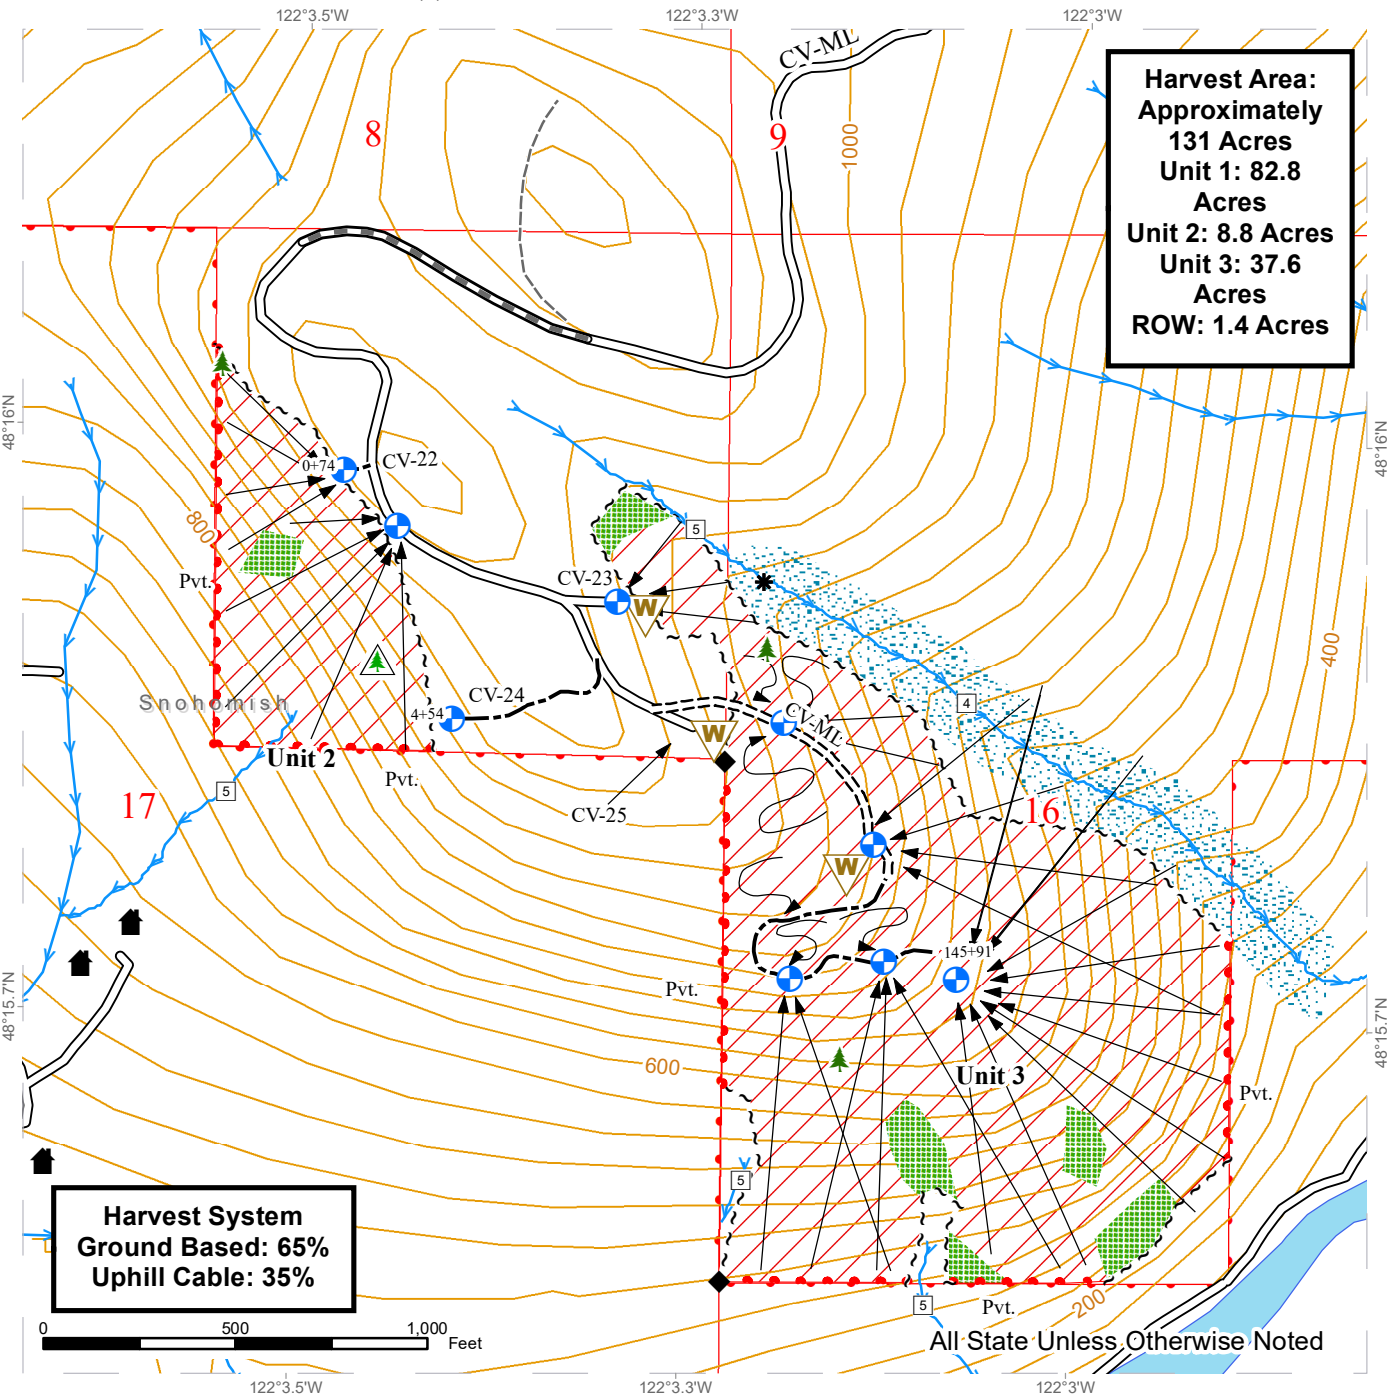 122°3.5'W
122°3.3'W
122°3'W
CV-ML
Harvest Area:
Approximately
131 Acres
Unit 1: 82.8
Acres
Unit 2: 8.8 Acres
Unit 3: 37.6
Acres
ROW: 1.4 Acres
8
9
1000
48°16'N
48°16'N
0+74
CV-22
800
5
Pvt.
CV-23
W
400
Snohomish
CV-24
4+54
4
CV-ML
W
Unit 2
Pvt.
5
17
CV-25
16
W
145+91
Pvt.
48°15.7'N
48°15.7'N
600
Unit 3
Pvt.
5
Harvest System
Ground Based: 65%
Uphill Cable: 35%
5
Pvt.
200
0
500
1,000
Feet
All State Unless Otherwise Noted
122°3.5'W
122°3.3'W
122°3'W